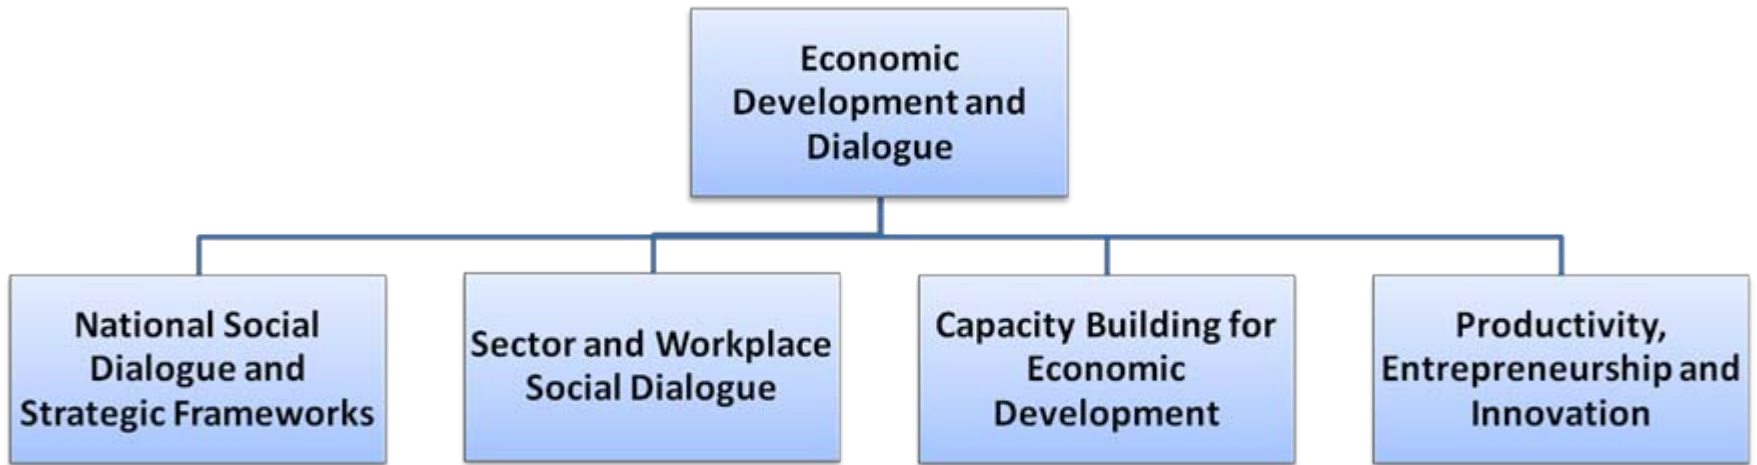 Economic
Development and
Dialogue
National Social
Dialogue and
Strategic Frameworks
Sector and Workplace
Social Dialogue
Capacity Building for
Economic
Development
Productivity,
Entrepreneurship and
Innovation